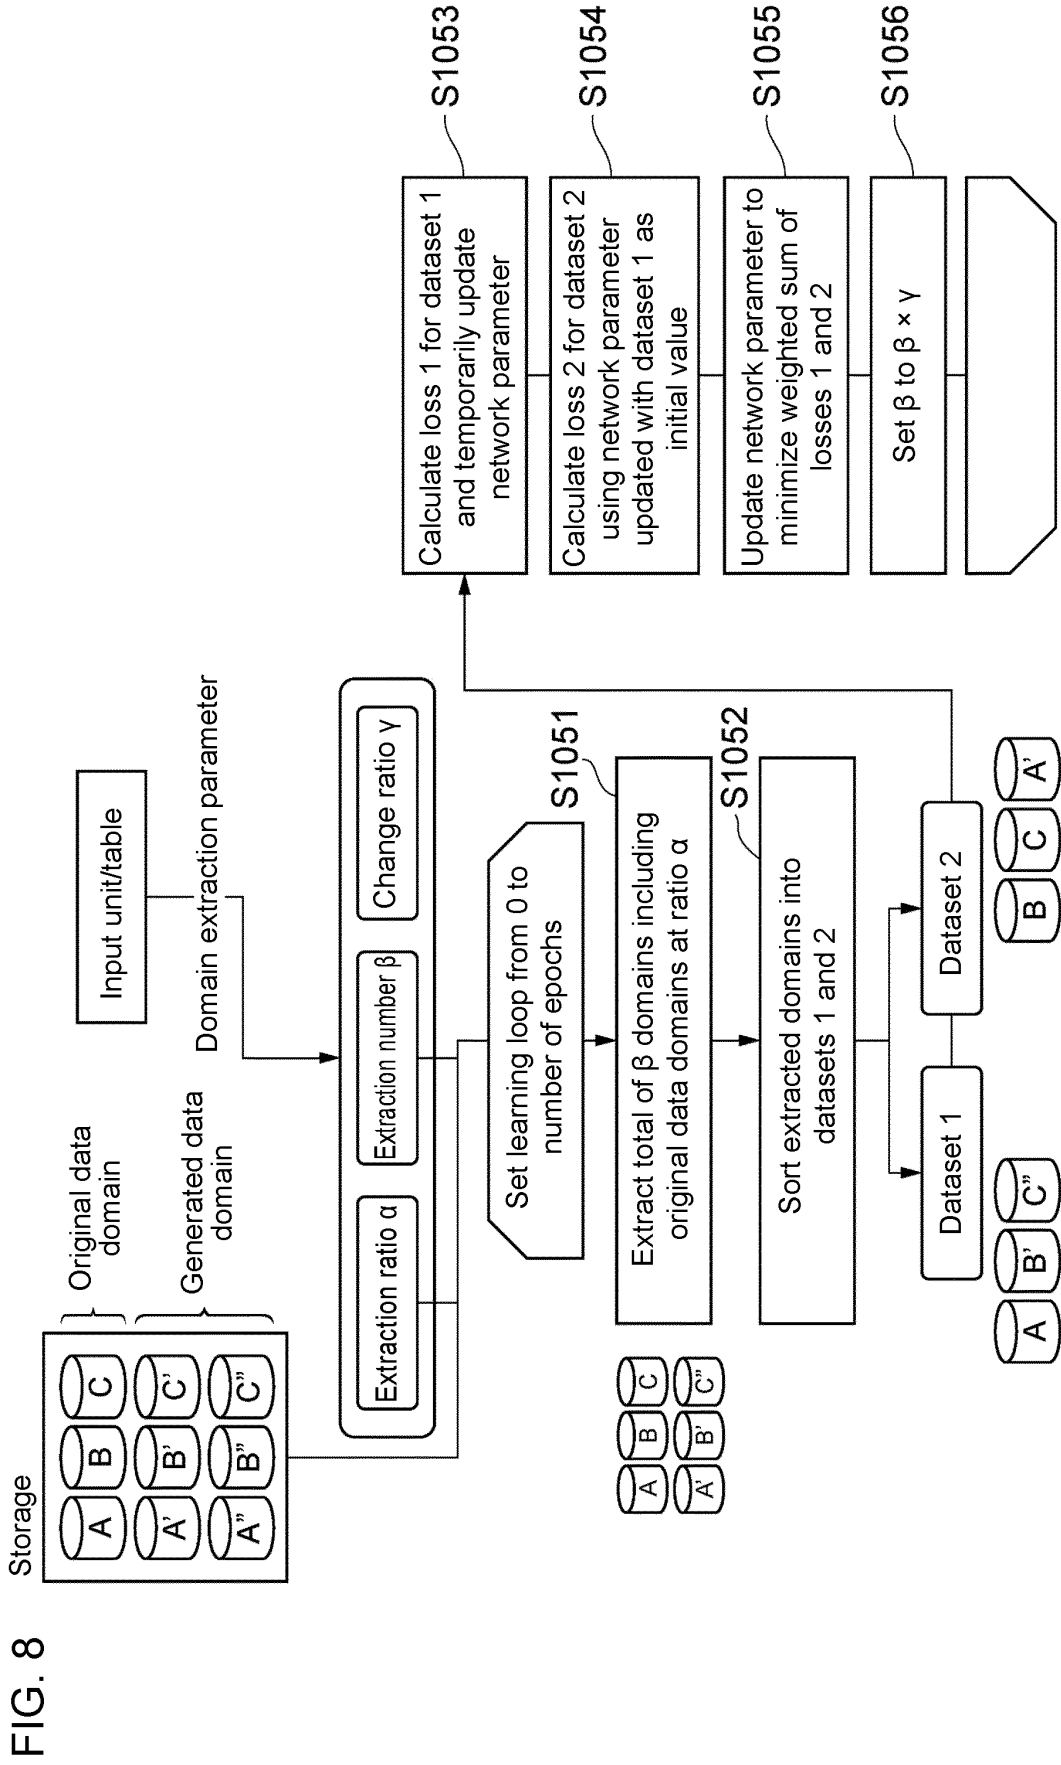 FIG. 8
Storage
A B C
A' B' C'
A" B" C"
Original data
domain
Generated data
domain
Input unit/table
Domain extraction parameter
Extraction ratio α
Extraction number β
Change ratio γ
Set learning loop from 0 to
number of epochs
S1051
Extract total of β domains including
original data domains at ratio α
A B C
A' B' C"
S1052
Sort extracted domains into
datasets 1 and 2
Dataset 1
A B' C"
Dataset 2
B C A'
S1053
Calculate loss 1 for dataset 1
and temporarily update
network parameter
S1054
Calculate loss 2 for dataset 2
using network parameter
updated with dataset 1 as
initial value
S1055
Update network parameter to
minimize weighted sum of
losses 1 and 2
S1056
Set β to β × γ